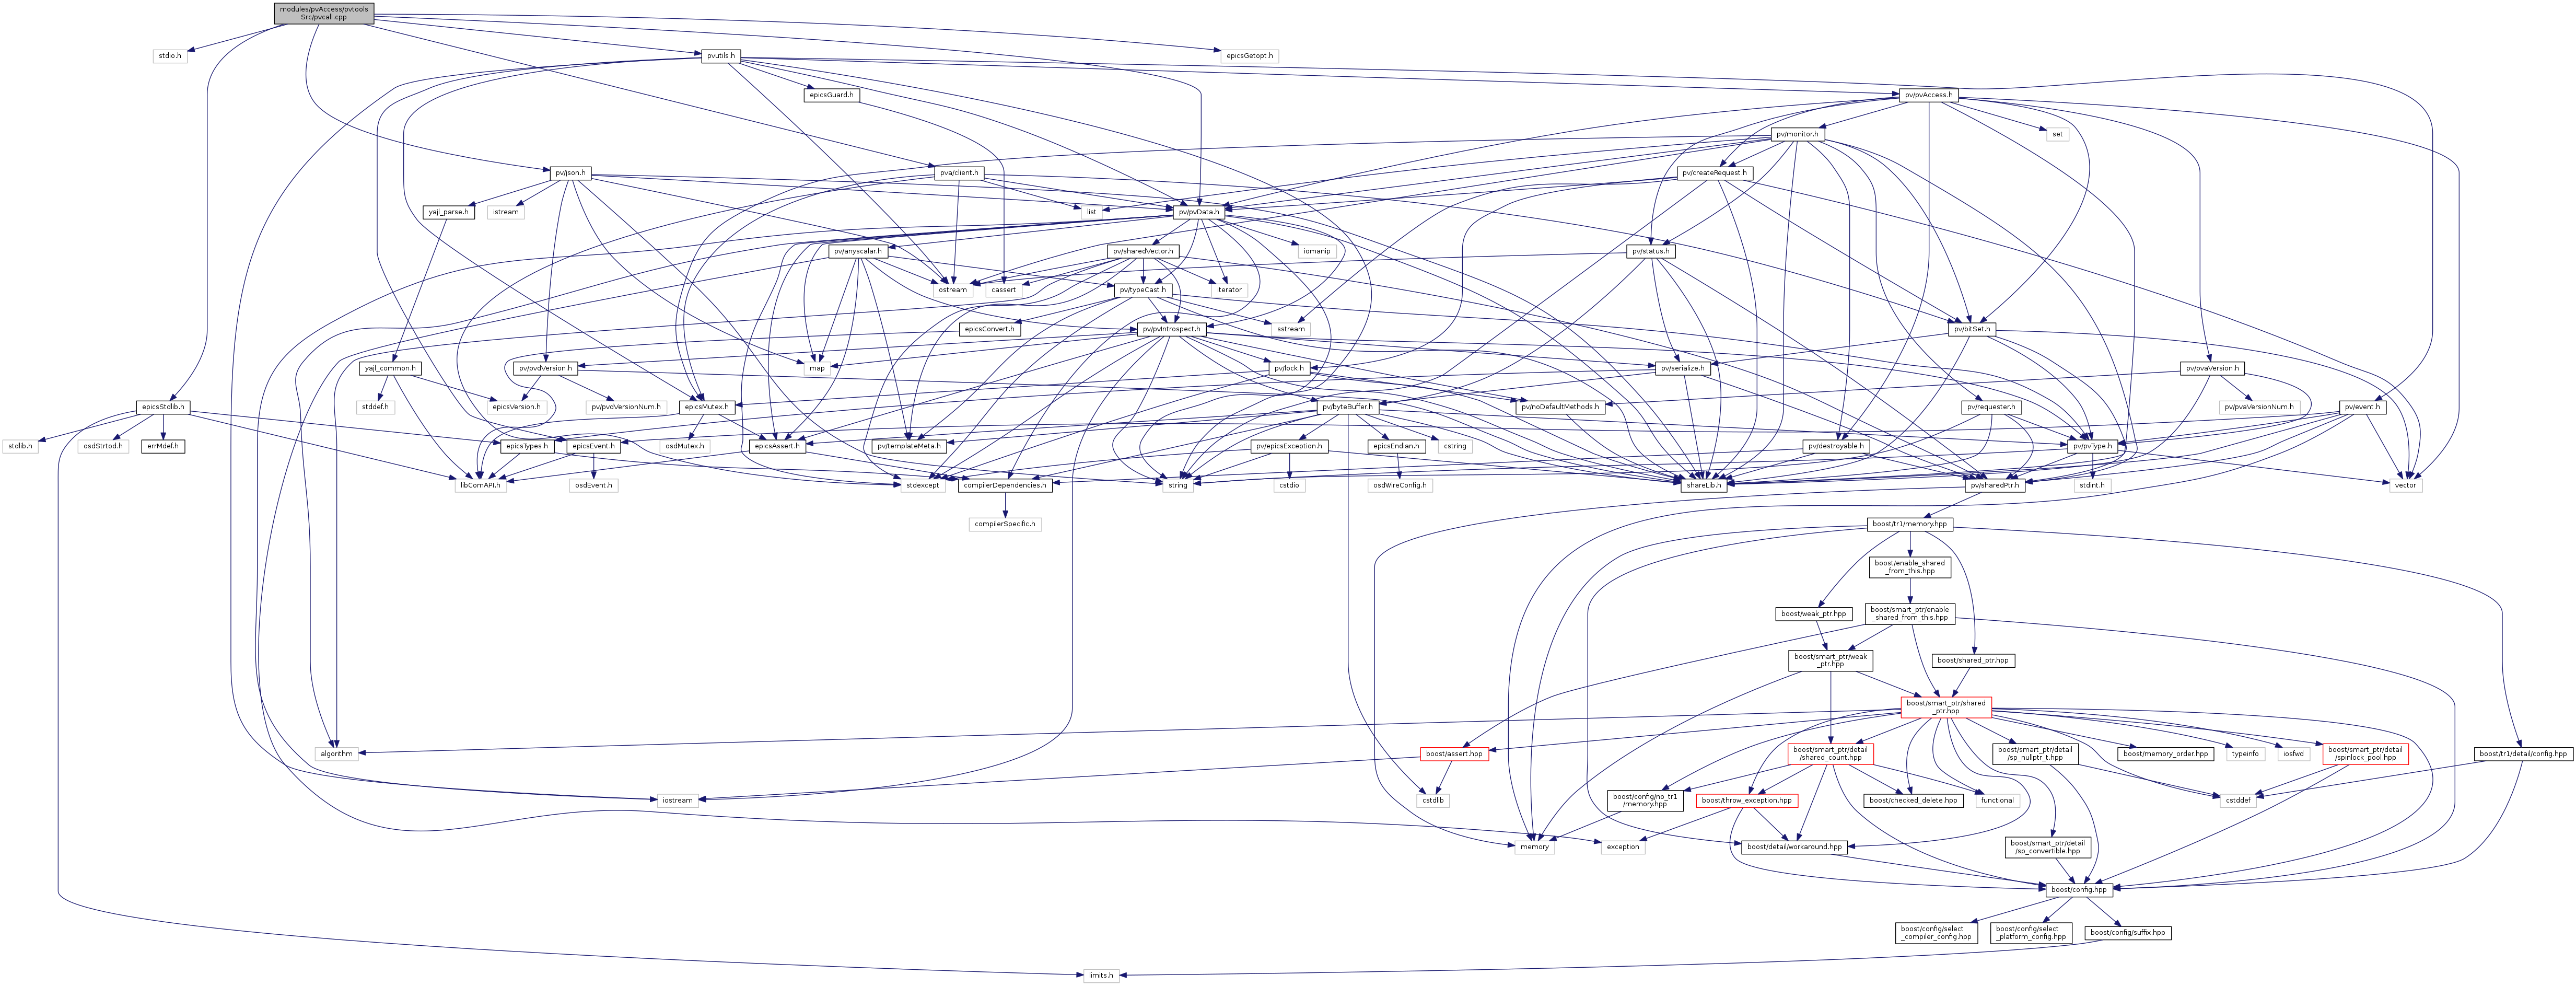 modules/pvAccess/pvtools
Src/pvcall.cpp
stdio.h
pvutils.h
epicsGetopt.h
epicsGuard.h
pv/pvAccess.h
pv/monitor.h
set
pv/json.h
pva/client.h
pv/createRequest.h
yajl_parse.h
istream
list
pv/pvData.h
pv/anyscalar.h
pv/sharedVector.h
iomanip
pv/status.h
ostream
cassert
pv/typeCast.h
iterator
epicsConvert.h
pv/pvIntrospect.h
sstream
pv/bitSet.h
yajl_common.h
pv/pvdVersion.h
map
pv/lock.h
pv/serialize.h
pv/pvaVersion.h
epicsStdlib.h
stddef.h
epicsVersion.h
pv/pvdVersionNum.h
epicsMutex.h
pv/byteBuffer.h
pv/noDefaultMethods.h
pv/requester.h
pv/pvaVersionNum.h
pv/event.h
stdlib.h
osdStrtod.h
errMdef.h
epicsTypes.h
epicsEvent.h
osdMutex.h
epicsAssert.h
pv/templateMeta.h
pv/epicsException.h
epicsEndian.h
cstring
pv/destroyable.h
pv/pvType.h
libComAPI.h
osdEvent.h
stdexcept
compilerDependencies.h
string
cstdio
osdWireConfig.h
shareLib.h
pv/sharedPtr.h
stdint.h
vector
compilerSpecific.h
boost/tr1/memory.hpp
boost/enable_shared
_from_this.hpp
boost/weak_ptr.hpp
boost/smart_ptr/enable
_shared_from_this.hpp
boost/smart_ptr/weak
_ptr.hpp
boost/shared_ptr.hpp
boost/smart_ptr/shared
_ptr.hpp
algorithm
boost/assert.hpp
boost/smart_ptr/detail
/shared_count.hpp
boost/smart_ptr/detail
/sp_nullptr_t.hpp
boost/memory_order.hpp
typeinfo
iosfwd
boost/smart_ptr/detail
/spinlock_pool.hpp
boost/tr1/detail/config.hpp
iostream
cstdlib
boost/config/no_tr1
/memory.hpp
boost/throw_exception.hpp
boost/checked_delete.hpp
functional
cstddef
memory
exception
boost/detail/workaround.hpp
boost/smart_ptr/detail
/sp_convertible.hpp
boost/config.hpp
boost/config/select
_compiler_config.hpp
boost/config/select
_platform_config.hpp
boost/config/suffix.hpp
limits.h